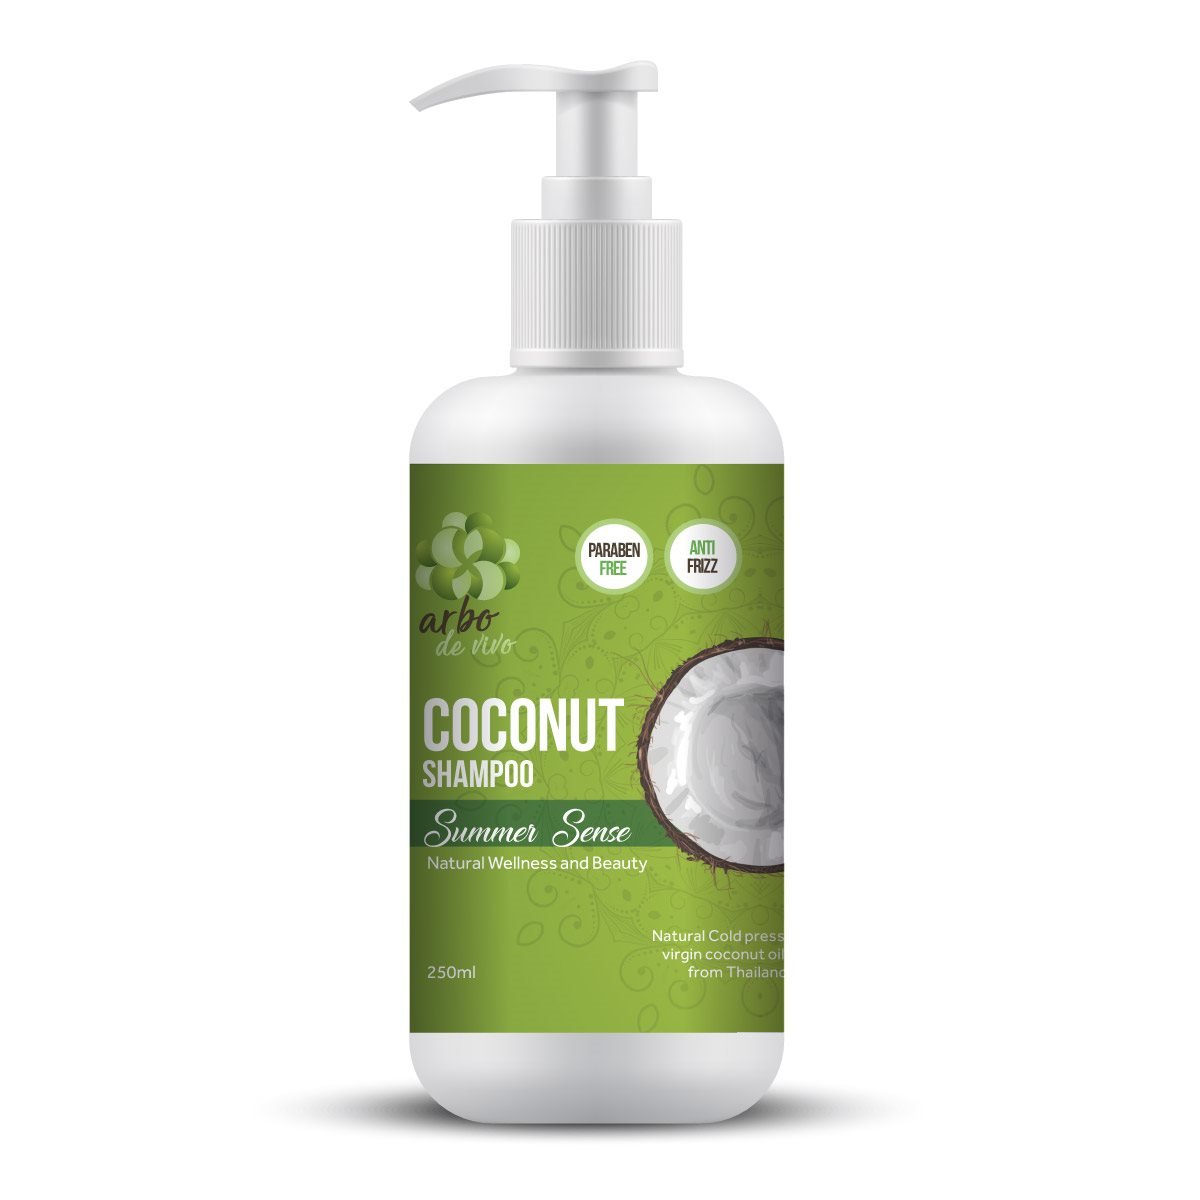 PARABEN
FREE
ANTI
FRIZZ
arbo
de vivo
COCONUT
SHAMPOO
Summer Sense
Natural Wellness and Beauty
Natural Cold press
virgin coconut oil
from Thailand
250ml